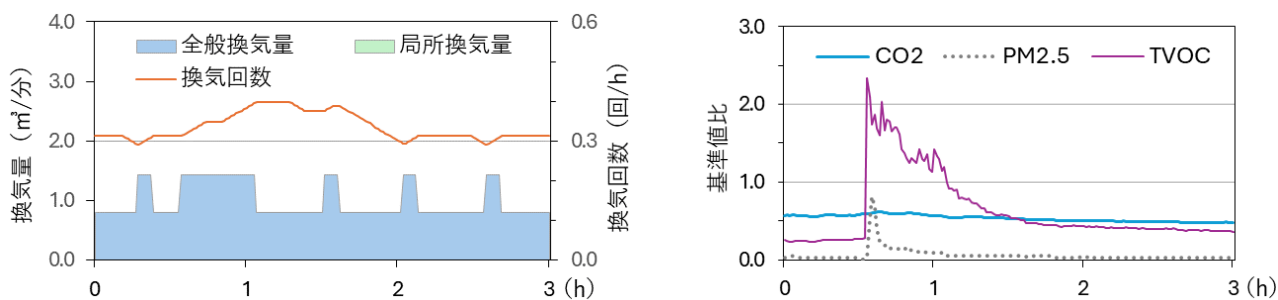 4.0
3.0
2.0
1.0
0.0
換気量（㎥/分）
全般換気量
局所換気量
換気回数
0.6
0.3
0.0
換気回数（回/h）
0
1
2
3
(h)
3.0
2.0
1.0
0.0
基準値比
CO2
PM2.5
TVOC
0
1
2
3
(h)